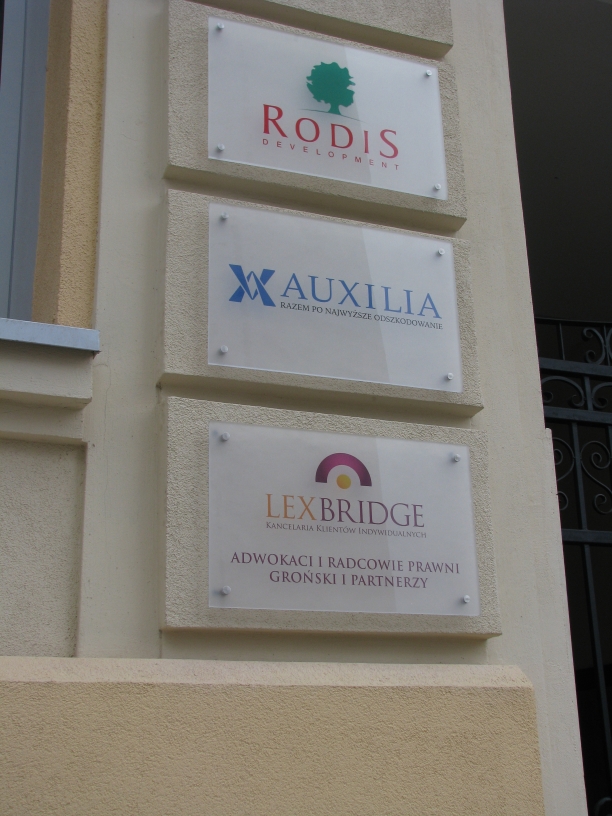 RODIS
DEVELOPMENT
AUXILIA
RAZEM PO NAJWYŻSZE ODSZKODOWANIE
LEXBRIDGE
KANCELARIA KLIENTÓW INDYWIDUALNYCH
ADWOKACI I RADCOWIE PRAWNI
GROŃSKI I PARTNERZY